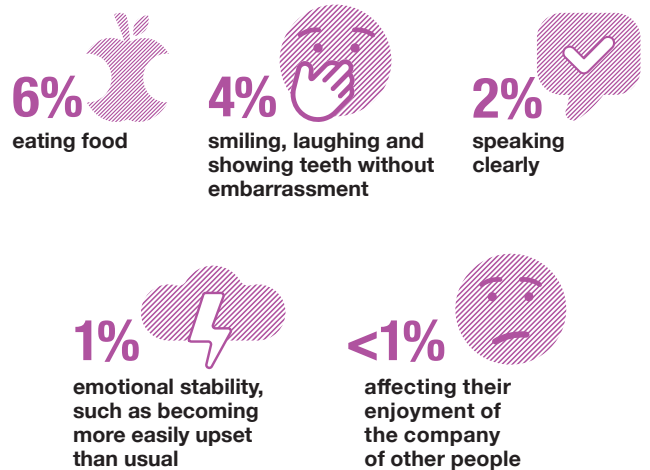 6%
eating food
4%
smiling, laughing and
showing teeth without
embarrassment
2%
speaking
clearly
1%
emotional stability,
such as becoming
more easily upset
than usual
<1%
affecting their
enjoyment of
the company
of other people